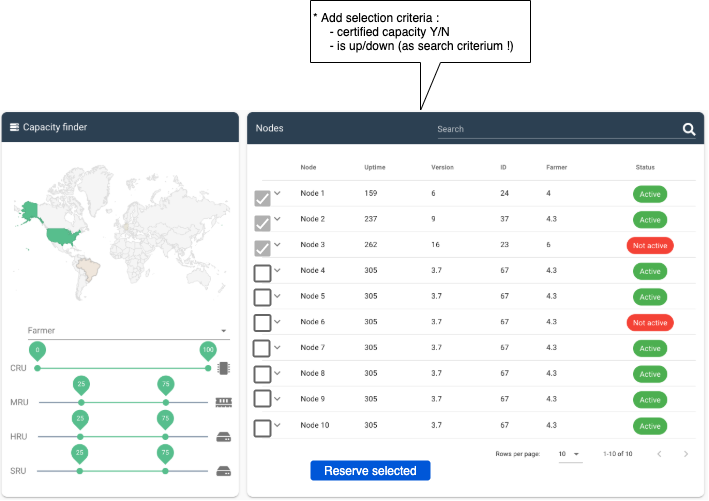 * Add selection criteria :
- certified capacity Y/N
- is up/down (as search criterium !)
Capacity finder
Farmer
0 100
CRU
25 75
MRU
25 75
HRU
25 75
SRU
Nodes Search
Node Uptime Version ID Farmer Status
Node 1 159 6 24 4 Active
Node 2 237 9 37 4.3 Active
Node 3 262 16 23 6 Not active
Node 4 305 3.7 67 4.3 Active
Node 5 305 3.7 67 4.3 Active
Node 6 305 3.7 67 4.3 Not active
Node 7 305 3.7 67 4.3 Active
Node 8 305 3.7 67 4.3 Active
Node 9 305 3.7 67 4.3 Active
Node 10 305 3.7 67 4.3 Active
Rows per page: 10 1-10 of 10
Reserve selected